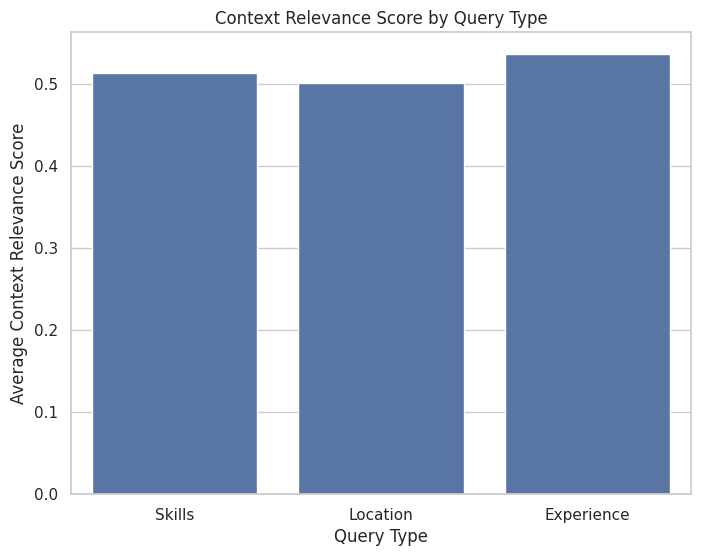 Context Relevance Score by Query Type
Average Context Relevance Score
0.5
0.4
0.3
0.2
0.1
0.0
Skills
Location
Experience
Query Type